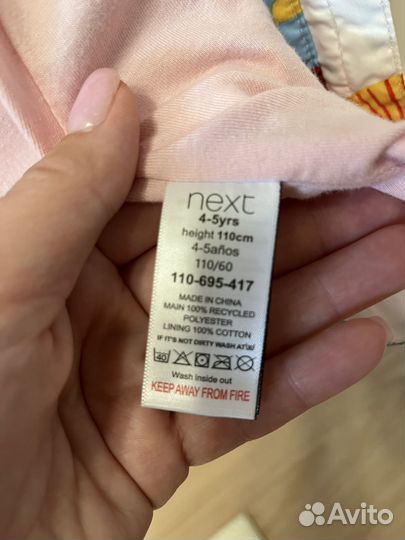 next
4-5yrs
height 110cm
4-5años
110/60
110-695-417
MADE IN CHINA
MAIN 100% RECYCLED
POLYESTER
LINING 100% COTTON
IF IT'S NOT DIRTY WASH AT
40
Wash inside out
KEEP AWAY FROM FIRE
Avito